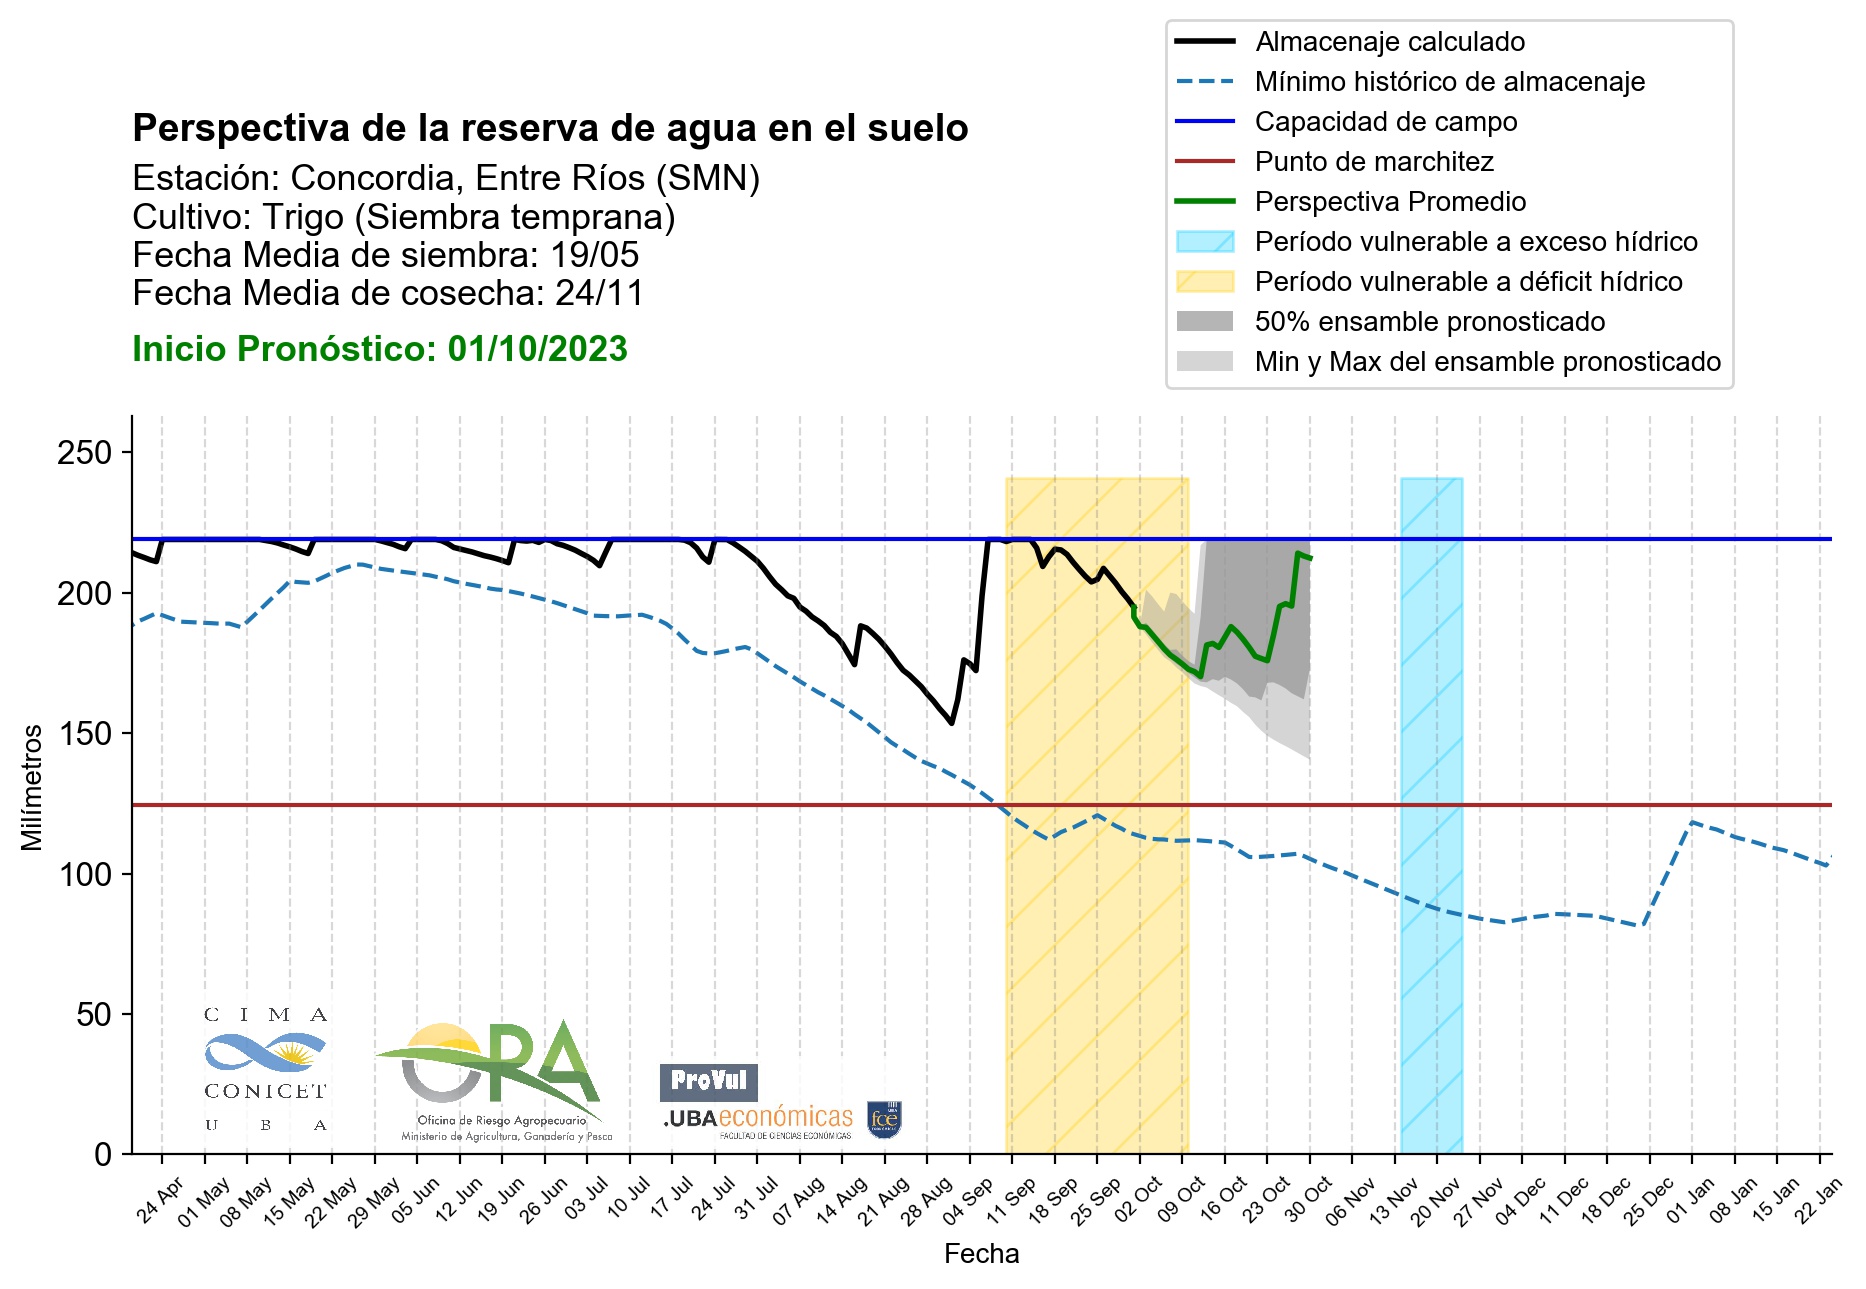 Almacenaje calculado
Mínimo histórico de almacenaje
Capacidad de campo
Punto de marchitez
Perspectiva Promedio
Período vulnerable a exceso hídrico
Período vulnerable a déficit hídrico
50% ensamble pronosticado
Min y Max del ensamble pronosticado
Perspectiva de la reserva de agua en el suelo
Estación: Concordia, Entre Ríos (SMN)
Cultivo: Trigo (Siembra temprana)
Fecha Media de siembra: 19/05
Fecha Media de cosecha: 24/11
Inicio Pronóstico: 01/10/2023
250
200
150
100
50
0
Milímetros
C I M A
CONICET
U B A
OPA
Oficina de Riesgo Agropecuario
Ministerio de Agricultura, Ganadería y Pesca
ProVul
.UBAeconómicas
FACULTAD DE CIENCIAS ECONÓMICAS
UBA
fce
24 Apr
01 May
08 May
15 May
22 May
29 May
05 Jun
12 Jun
19 Jun
26 Jun
03 Jul
10 Jul
17 Jul
24 Jul
31 Jul
07 Aug
14 Aug
21 Aug
28 Aug
04 Sep
11 Sep
18 Sep
25 Sep
02 Oct
09 Oct
16 Oct
23 Oct
30 Oct
06 Nov
13 Nov
20 Nov
27 Nov
04 Dec
11 Dec
18 Dec
25 Dec
01 Jan
08 Jan
15 Jan
22 Jan
Fecha